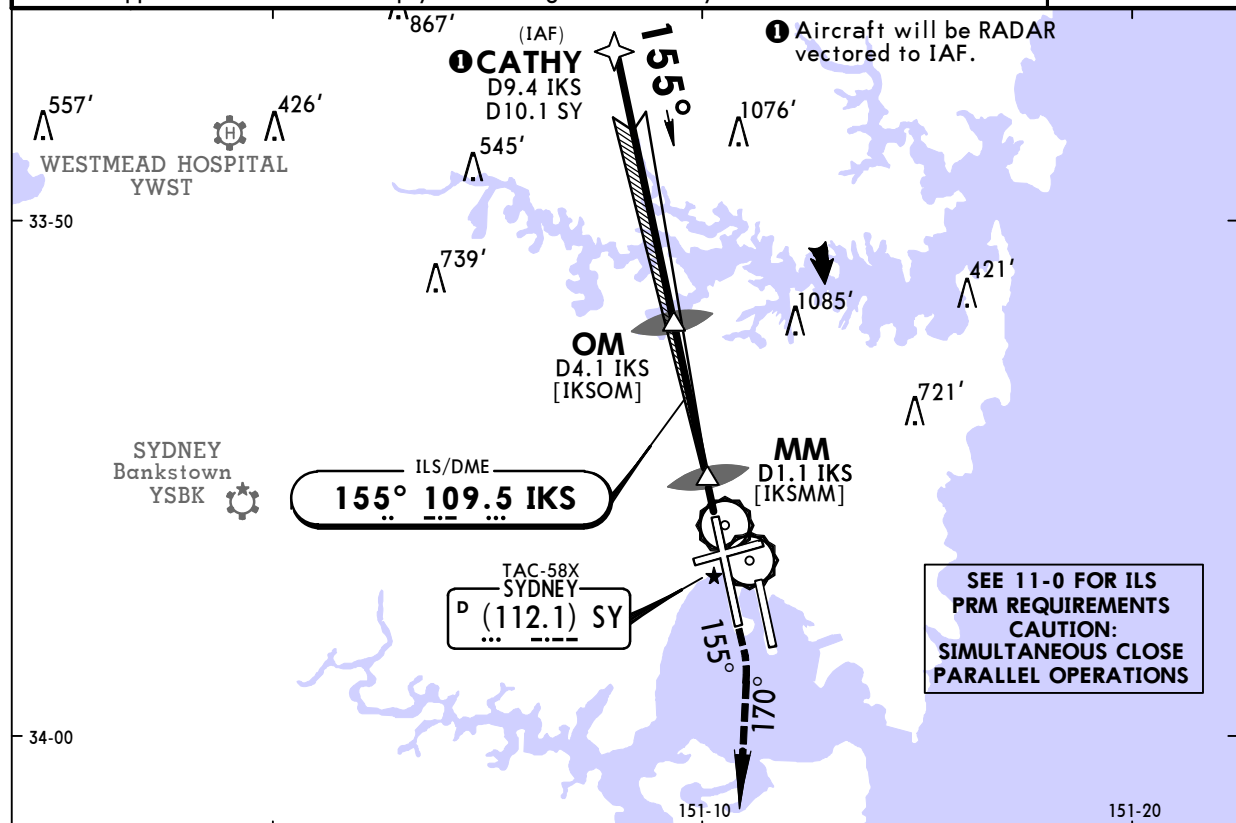 867'
(IAF)
❶CATHY
D9.4 IKS
D10.1 SY
155°
❶ Aircraft will be RADAR
vectored to IAF.
557'
426'
H
WESTMEAD HOSPITAL
YWST
545'
1076'
33-50
739'
1085'
421'
OM
D4.1 IKS
[IKSOM]
721'
SYDNEY
Bankstown
YSBK
ILS/DME
155° 109.5 IKS
MM
D1.1 IKS
[IKSMM]
TAC-58X
SYDNEY
D (112.1) SY
155°
170°
SEE 11-0 FOR ILS
PRM REQUIREMENTS
CAUTION:
SIMULTANEOUS CLOSE
PARALLEL OPERATIONS
34-00
151-10
151-20